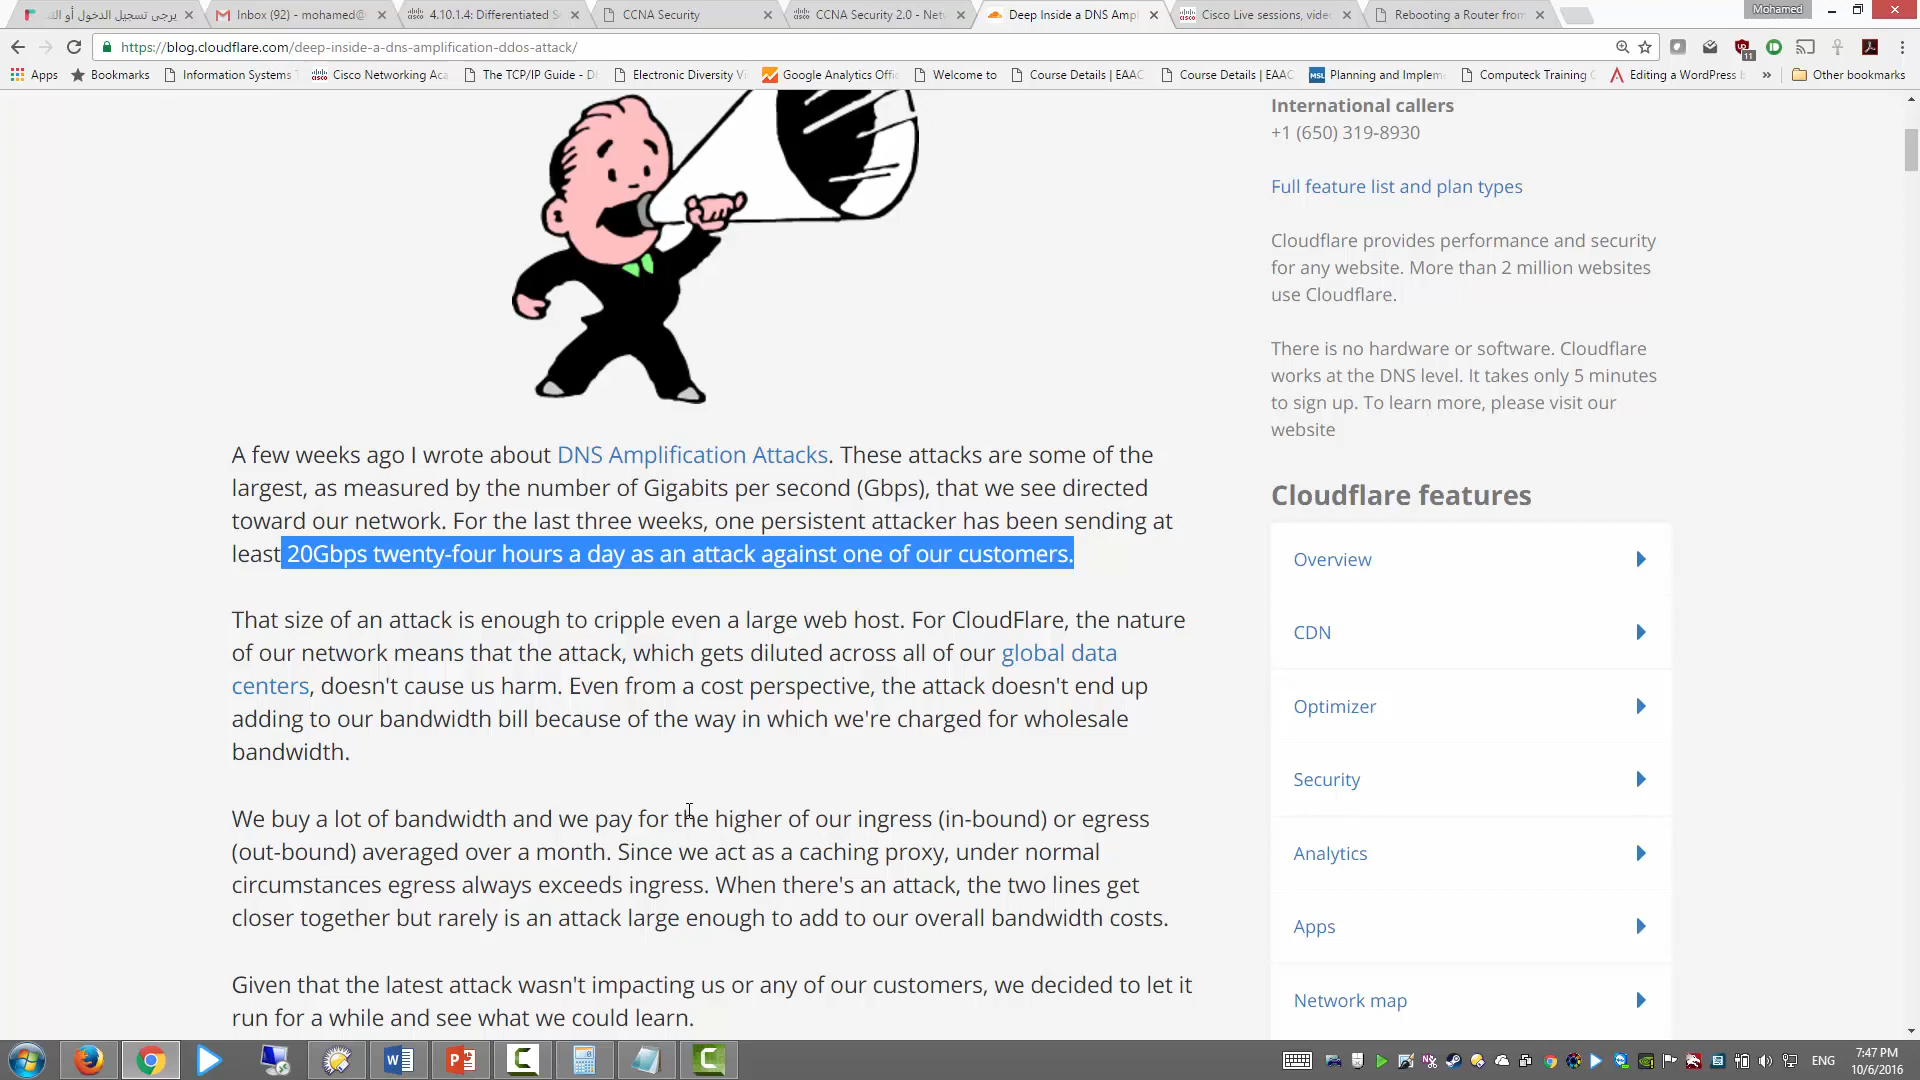 يرجى تسجيل الدخول أو الت
Inbox (92) - mohamed@
4.10.1.4: Differentiated S
CCNA Security
CCNA Security 2.0 - Net
Deep Inside a DNS Ampl
Cisco Live sessions, vide
Rebooting a Router from
Mohamed
https://blog.cloudflare.com/deep-inside-a-dns-amplification-ddos-attack/
11
Apps
Bookmarks
Information Systems
Cisco Networking Aca
The TCP/IP Guide - D
Electronic Diversity Vi
Google Analytics Offi
Welcome to
Course Details | EAAC
Course Details | EAAC
MSL Planning and Implem
Computeck Training C
Editing a WordPress
»
Other bookmarks
International callers
+1 (650) 319-8930
Full feature list and plan types
Cloudflare provides performance and security
for any website. More than 2 million websites
use Cloudflare.
There is no hardware or software. Cloudflare
works at the DNS level. It takes only 5 minutes
to sign up. To learn more, please visit our
website
A few weeks ago I wrote about DNS Amplification Attacks. These attacks are some of the
largest, as measured by the number of Gigabits per second (Gbps), that we see directed
toward our network. For the last three weeks, one persistent attacker has been sending at
least 20Gbps twenty-four hours a day as an attack against one of our customers.
That size of an attack is enough to cripple even a large web host. For CloudFlare, the nature
of our network means that the attack, which gets diluted across all of our global data
centers, doesn't cause us harm. Even from a cost perspective, the attack doesn't end up
adding to our bandwidth bill because of the way in which we're charged for wholesale
bandwidth.
We buy a lot of bandwidth and we pay for the higher of our ingress (in-bound) or egress
(out-bound) averaged over a month. Since we act as a caching proxy, under normal
circumstances egress always exceeds ingress. When there's an attack, the two lines get
closer together but rarely is an attack large enough to add to our overall bandwidth costs.
Given that the latest attack wasn't impacting us or any of our customers, we decided to let it
run for a while and see what we could learn.
Cloudflare features
Overview
CDN
Optimizer
Security
Analytics
Apps
Network map
ENG
7:47 PM
10/6/2016